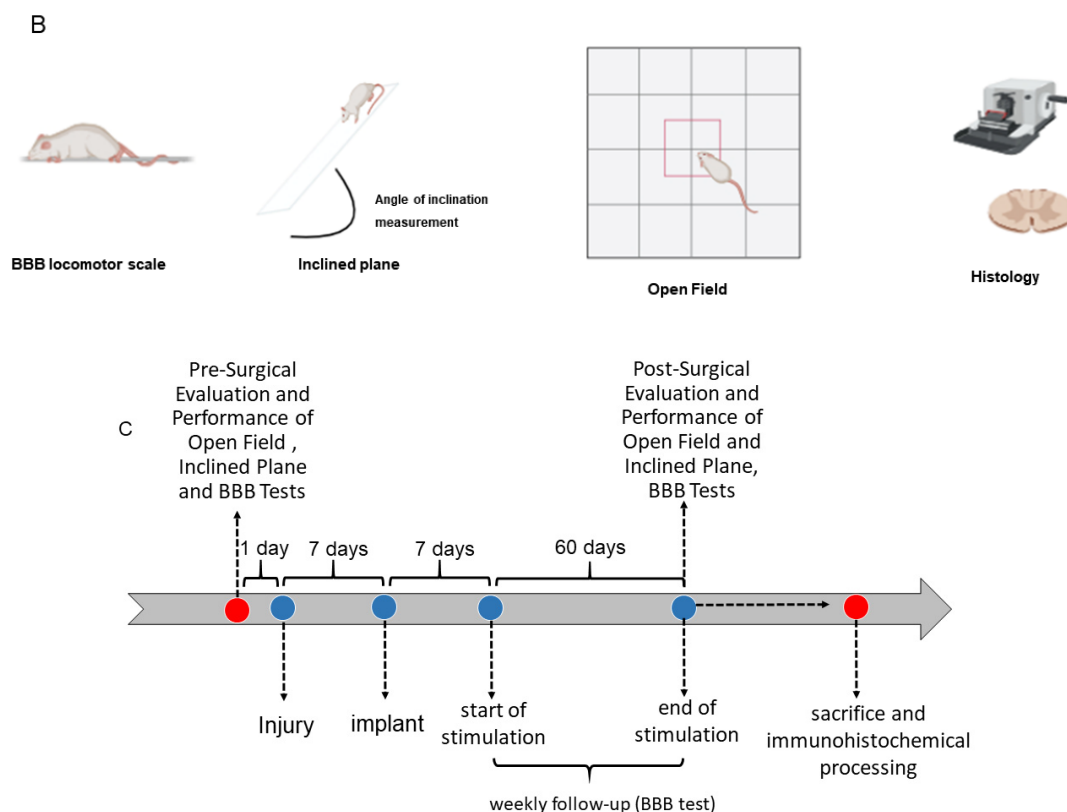 B
Angle of inclination
measurement
BBB locomotor scale
Inclined plane
Open Field
Histology
C
Pre-Surgical
Evaluation and
Performance of
Open Field ,
Inclined Plane
and BBB Tests
Post-Surgical
Evaluation and
Performance of
Open Field and
Inclined Plane,
BBB Tests
1 day
7 days
7 days
60 days
Injury
implant
start of
stimulation
end of
stimulation
sacrifice and
immunohistochemical
processing
weekly follow-up (BBB test)